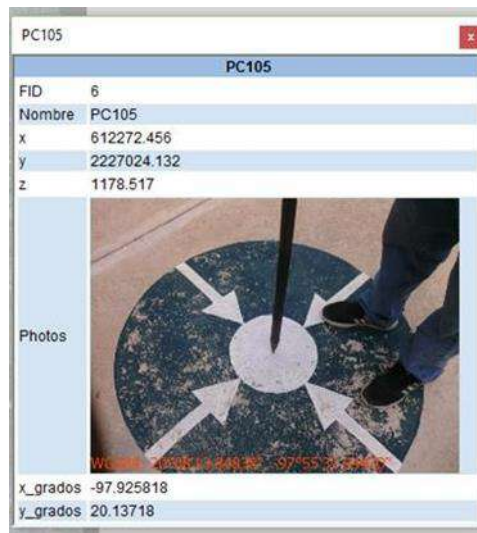 PC105
x
PC105
FID 6
Nombre PC105
x 612272.456
y 2227024.132
z 1178.517
Photos
x_grados -97.925818
y_grados 20.13718